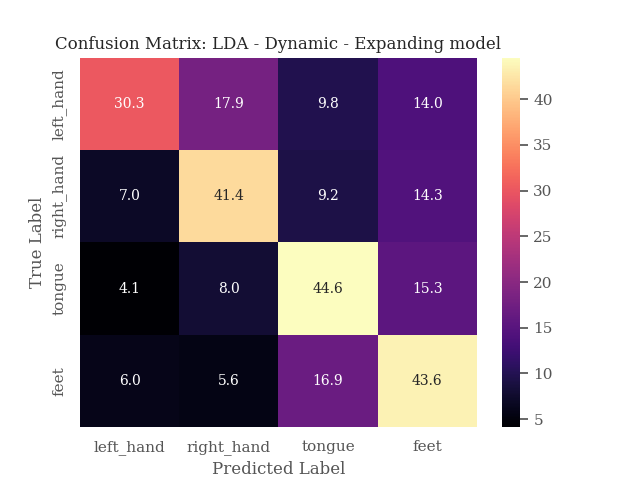 Confusion Matrix: LDA - Dynamic - Expanding model
True Label
left_hand
30.3 17.9 9.8 14.0
right_hand
7.0 41.4 9.2 14.3
tongue
4.1 8.0 44.6 15.3
feet
6.0 5.6 16.9 43.6
left_hand right_hand tongue feet
Predicted Label
40
35
30
25
20
15
10
5